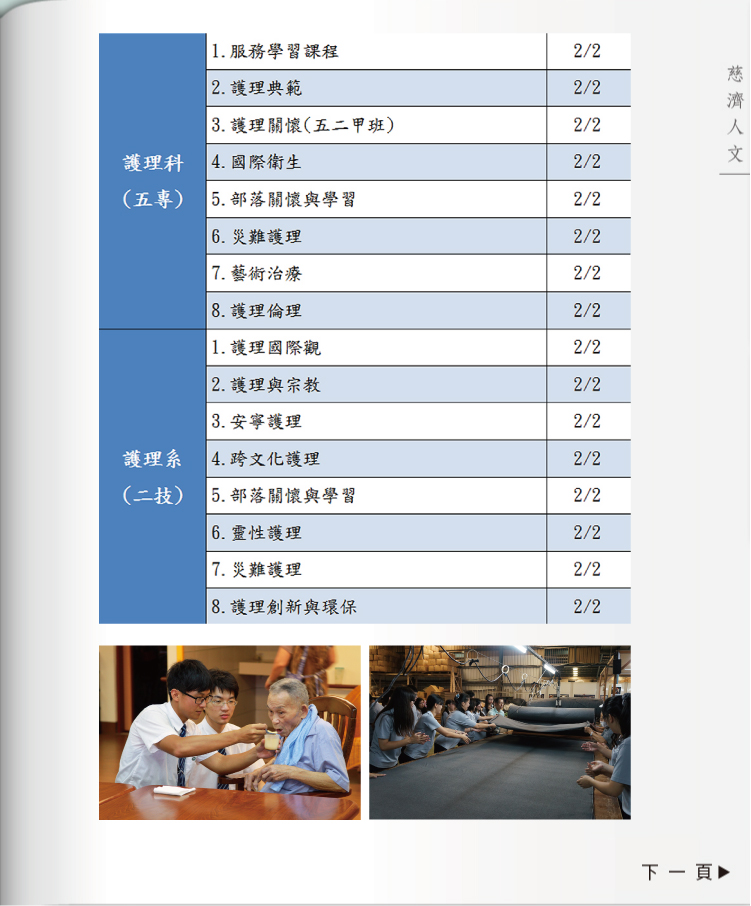 慈濟人文
護理科
(五專)
1.服務學習課程 2/2
2.護理典範 2/2
3.護理關懷(五二甲班) 2/2
4.國際衛生 2/2
5.部落關懷與學習 2/2
6.災難護理 2/2
7.藝術治療 2/2
8.護理倫理 2/2
護理系
(二技)
1.護理國際觀 2/2
2.護理與宗教 2/2
3.安寧護理 2/2
4.跨文化護理 2/2
5.部落關懷與學習 2/2
6.靈性護理 2/2
7.災難護理 2/2
8.護理創新與環保 2/2
下一頁▶